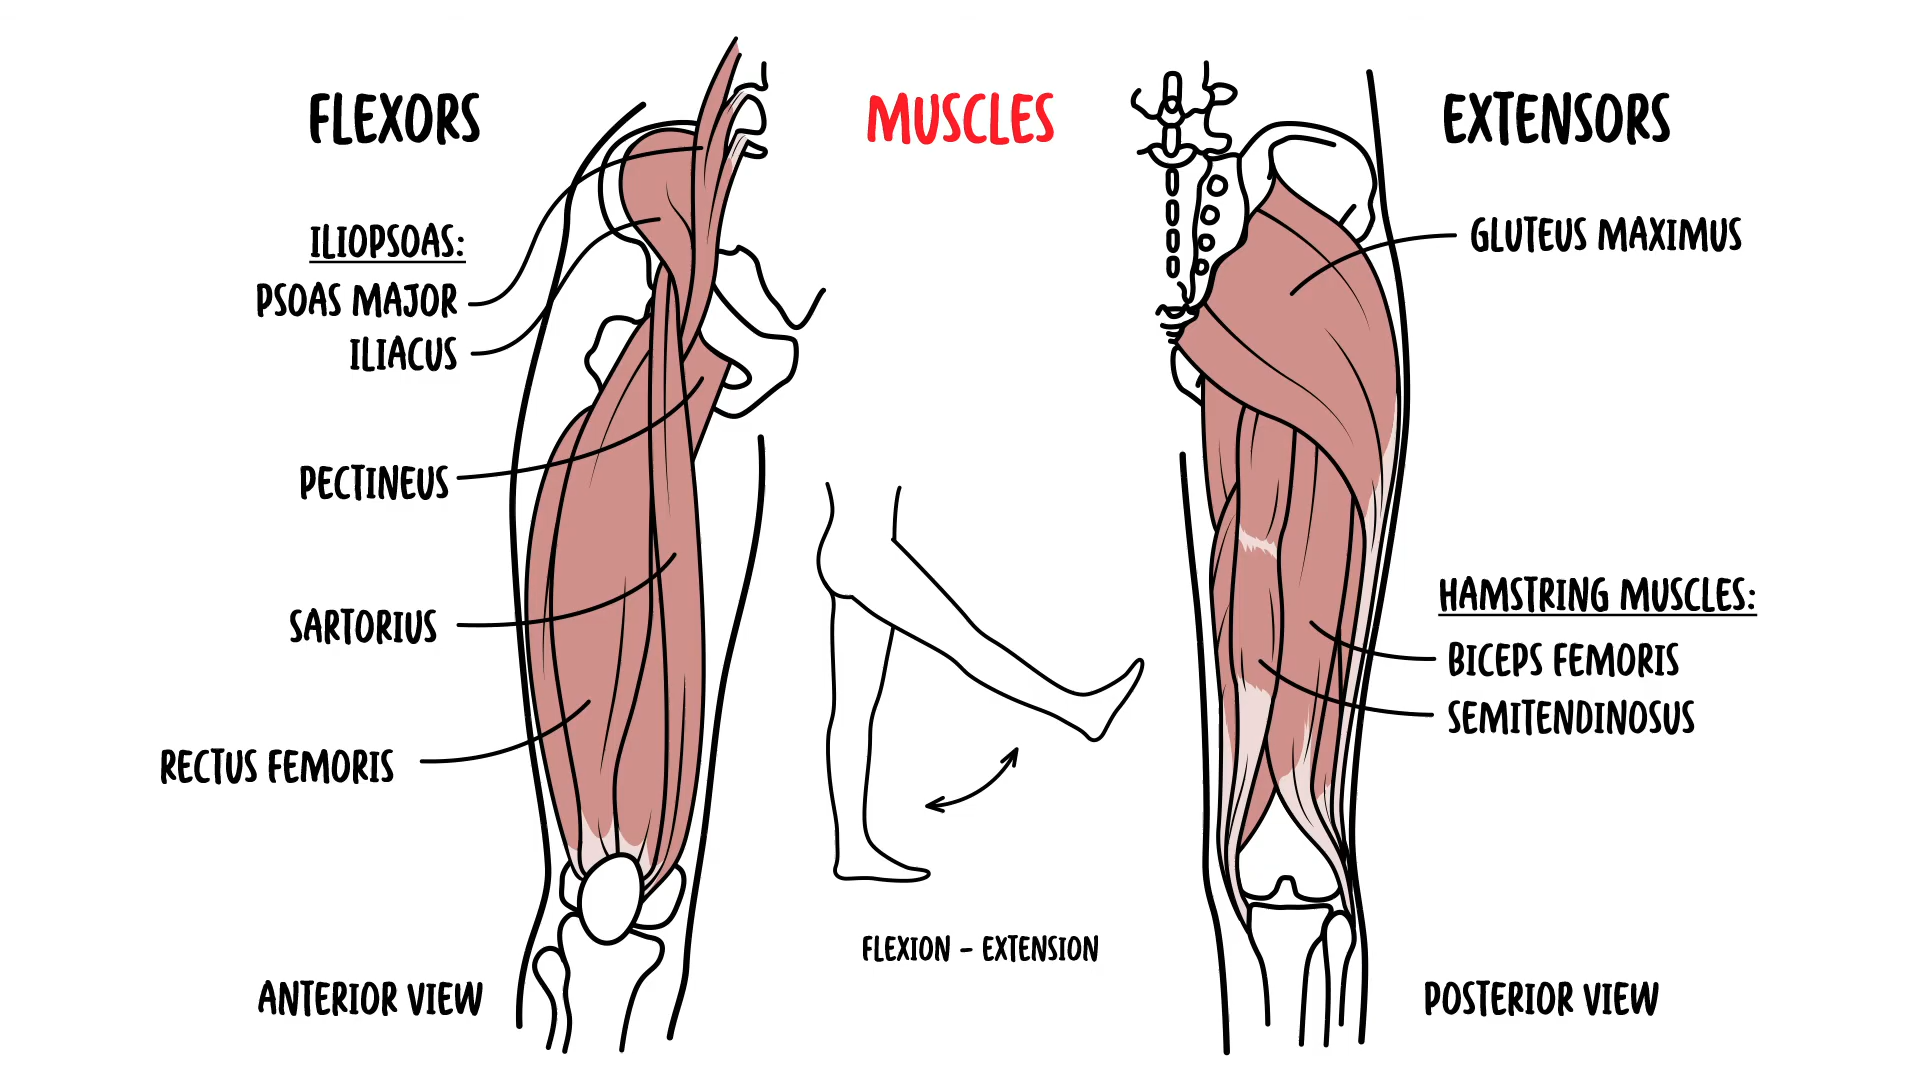 FLEXORS
MUSCLES
EXTENSORS
ILIOPSOAS:
PSOAS MAJOR
ILIACUS
PECTINEUS
SARTORIUS
RECTUS FEMORIS
ANTERIOR VIEW
FLEXION - EXTENSION
GLUTEUS MAXIMUS
HAMSTRING MUSCLES:
BICEPS FEMORIS
SEMITENDINOSUS
POSTERIOR VIEW